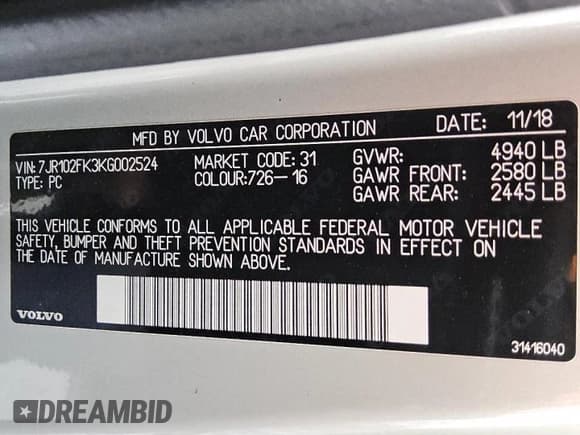 MFD BY VOLVO CAR CORPORATION DATE: 11/18
VIN: 7JR102FK3KG002524 MARKET CODE: 31 GVWR: 4940 LB
TYPE: PC COLOUR:726-16 GAWR FRONT: 2580 LB
GAWR REAR: 2445 LB
THIS VEHICLE CONFORMS TO ALL APPLICABLE FEDERAL MOTOR VEHICLE
SAFETY, BUMPER AND THEFT PREVENTION STANDARDS IN EFFECT ON
THE DATE OF MANUFACTURE SHOWN ABOVE.
VOLVO
31416040
DREAMBID